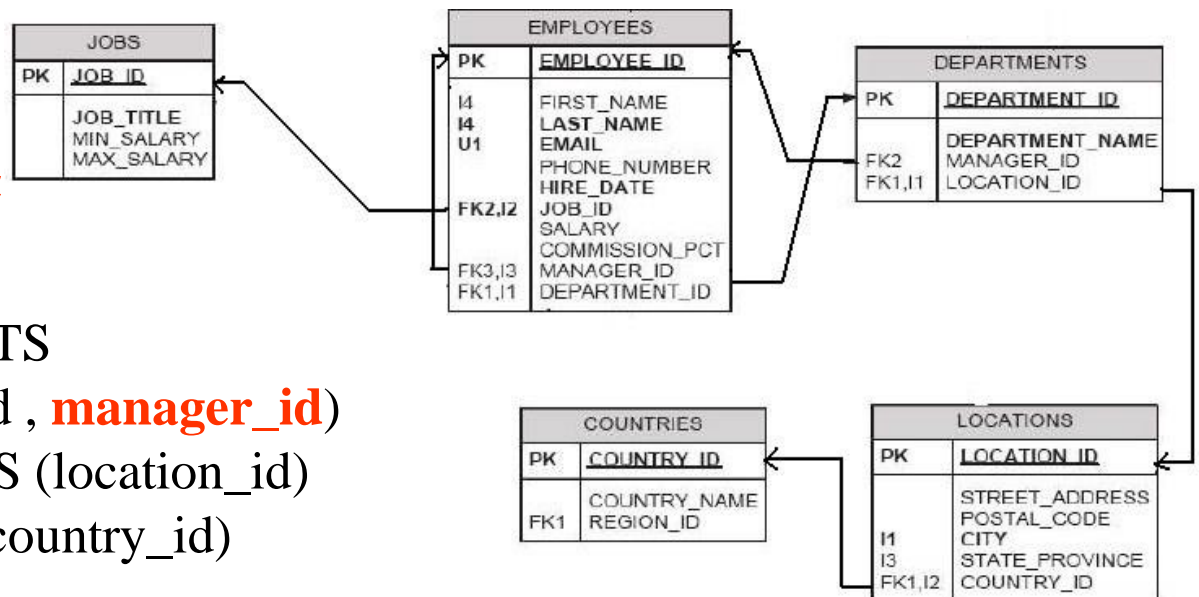 JOBS
PK JOB_ID
JOB_TITLE
MIN_SALARY
MAX_SALARY
EMPLOYEES
PK EMPLOYEE_ID
I4 FIRST_NAME
I4 LAST_NAME
U1 EMAIL
PHONE_NUMBER
HIRE_DATE
FK2,I2 JOB_ID
SALARY
COMMISSION_PCT
FK3,I3 MANAGER_ID
FK1,I1 DEPARTMENT_ID
DEPARTMENTS
PK DEPARTMENT_ID
DEPARTMENT_NAME
FK2 MANAGER_ID
FK1,I1 LOCATION_ID
TS
d , manager_id)
S (location_id)
country_id)
COUNTRIES
PK COUNTRY_ID
COUNTRY_NAME
FK1 REGION_ID
LOCATIONS
PK LOCATION_ID
STREET_ADDRESS
POSTAL_CODE
I1 CITY
I3 STATE_PROVINCE
FK1,I2 COUNTRY_ID